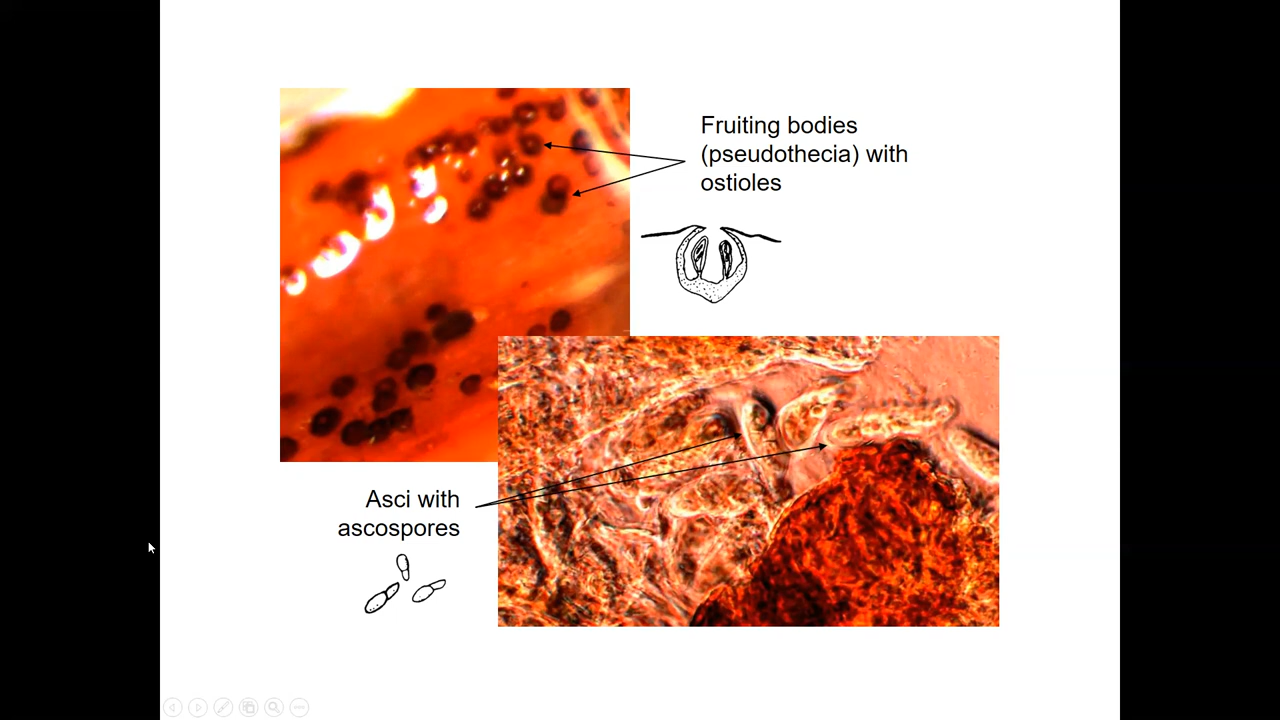 Fruiting bodies
(pseudothecia) with
ostioles
Asci with
ascospores